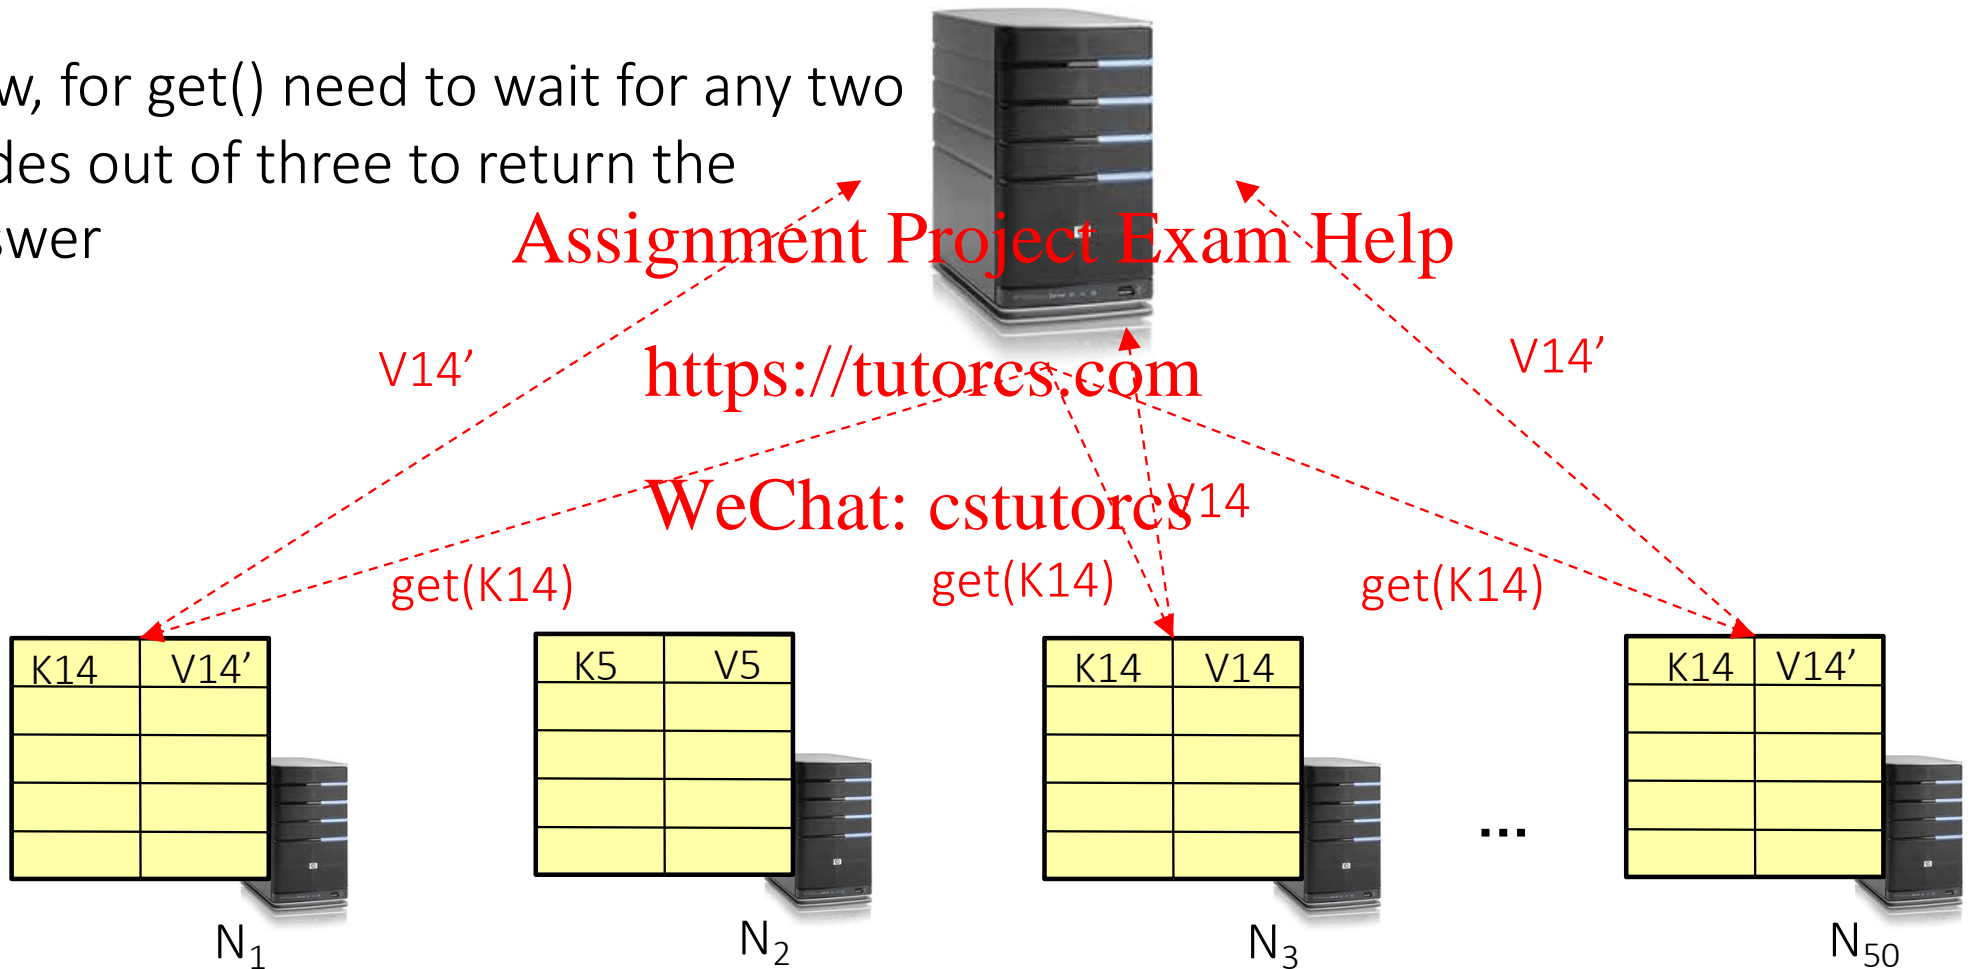 w, for get() need to wait for any two
des out of three to return the
swer
Assignment Project Exam Help
V14’
https://tutorcs.com
V14’
WeChat: cstutorcs
V14
get(K14)
get(K14)
get(K14)
K14 V14’
K5 V5
K14 V14
K14 V14’
...
N1
N2
N3
N50